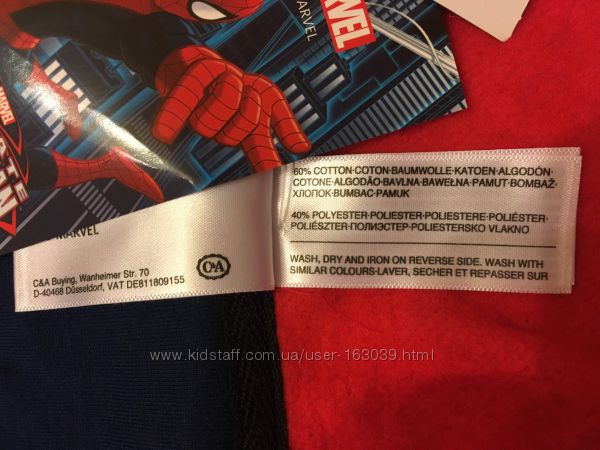 MARVEL
MARVEL
MARVEL
MARVEL
C&A Buying, Wanheimer Str. 70
D-40468 Düsseldorf, VAT DE811809155
C&A
60% COTTON·COTON·BAUMWOLLE·KATOEN·ALGODÓN·
COTONE·ALGODÃO·BAVLNA·BAWEŁNA·PAMUT·BOMBAŽ·
ХЛОПОК·BUMBAC·PAMUK
40% POLYESTER·POLIESTER·POLIESTERE·POLIÉSTER·
POLIÉSZTER·ПОЛИЭСТЕР·POLIESTERSKO VLAKNO
WASH, DRY AND IRON ON REVERSE SIDE. WASH WITH
SIMILAR COLOURS-LAVER, SECHER ET REPASSER SUR
www.kidstaff.com.ua/user-163039.html